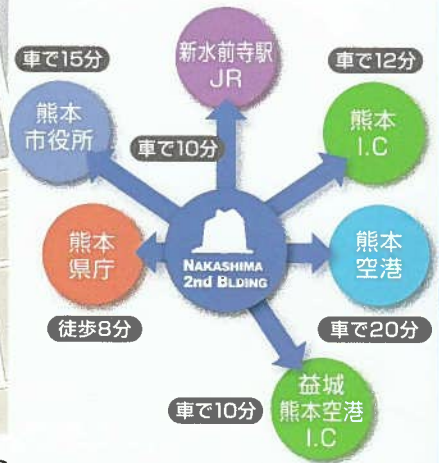 新水前寺駅
JR
車で15分
車で12分
熊本
市役所
車で10分
熊本
I.C
熊本
県庁
NAKASHIMA
2nd BLDING
熊本
空港
徒歩8分
車で20分
車で10分
益城
熊本空港
I.C